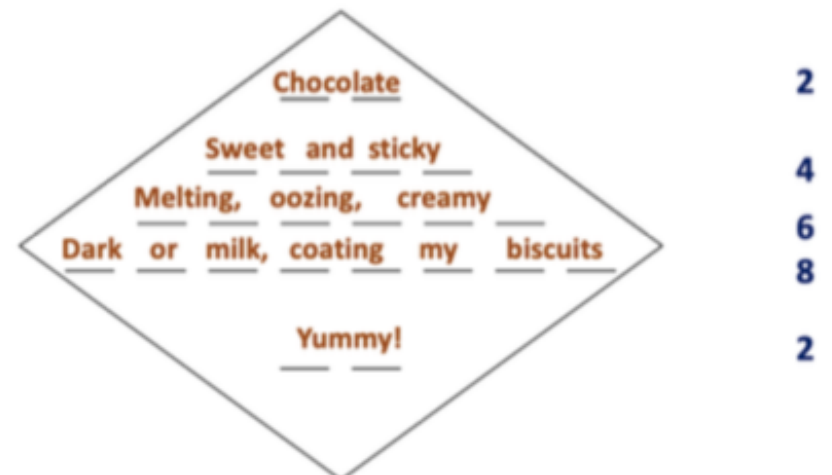 Chocolate 2
Sweet and sticky 4
Melting, oozing, creamy 6
Dark or milk, coating my biscuits 8
Yummy! 2